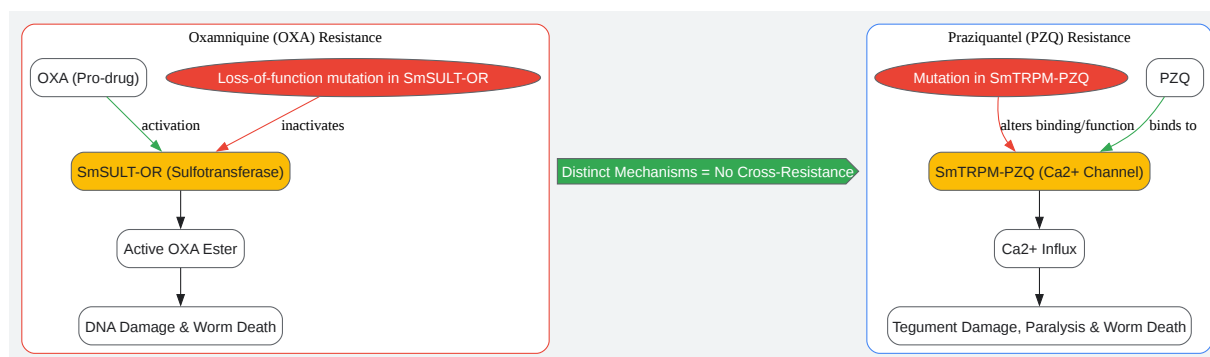 Oxamniquine (OXA) Resistance
OXA (Pro-drug)
Loss-of-function mutation in SmSULT-OR
activation
inactivates
SmSULT-OR (Sulfotransferase)
Active OXA Ester
DNA Damage & Worm Death
Distinct Mechanisms = No Cross-Resistance
Praziquantel (PZQ) Resistance
Mutation in SmTRPM-PZQ
PZQ
alters binding/function
binds to
SmTRPM-PZQ (Ca2+ Channel)
Ca2+ Influx
Tegument Damage, Paralysis & Worm Death